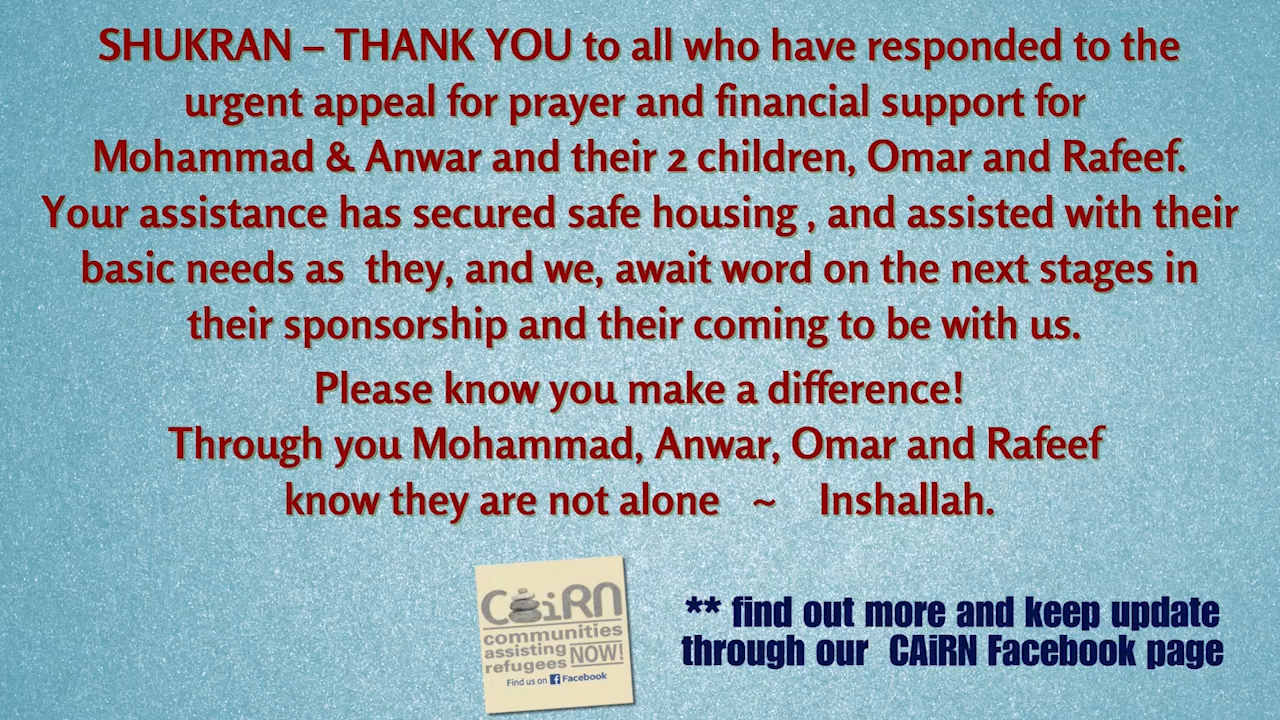 SHUKRAN – THANK YOU to all who have responded to the
urgent appeal for prayer and financial support for
Mohammad & Anwar and their 2 children, Omar and Rafeef.
Your assistance has secured safe housing , and assisted with their
basic needs as  they, and we, await word on the next stages in
their sponsorship and their coming to be with us.
Please know you make a difference!
Through you Mohammad, Anwar, Omar and Rafeef
know they are not alone   ~    Inshallah.
CAiRN
communities
assisting
refugees NOW!
Find us on Facebook
** find out more and keep update
through our  CAiRN Facebook page